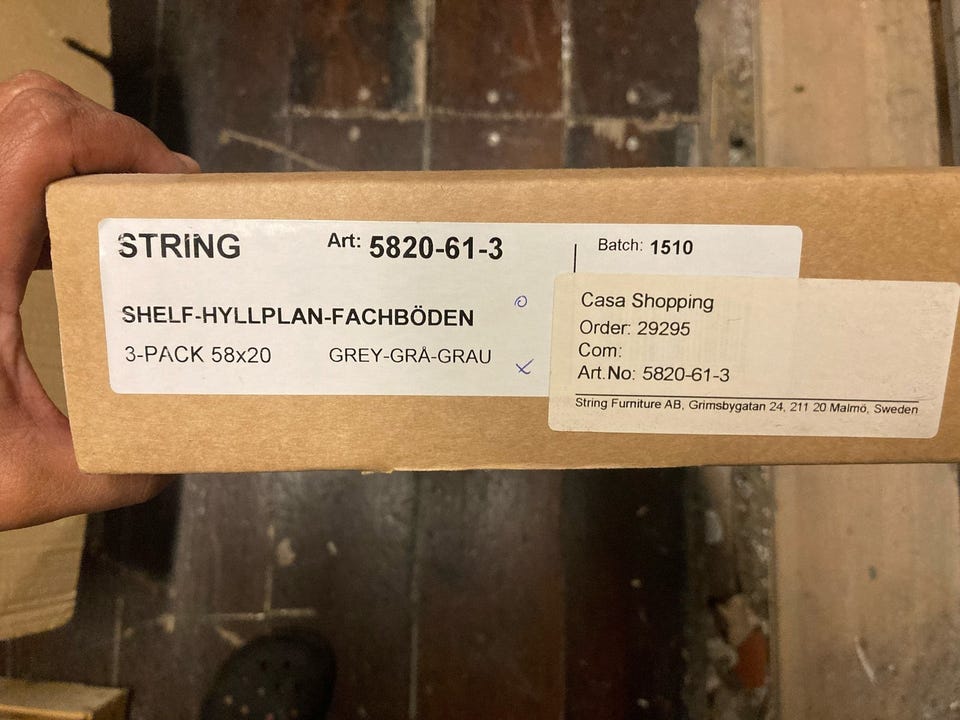 STRING Art: 5820-61-3 Batch: 1510
SHELF-HYLLPLAN-FACHBÖDEN
3-PACK 58x20 GREY-GRÅ-GRAU
Casa Shopping
Order: 29295
Com:
Art.No: 5820-61-3
String Furniture AB, Grimsbygatan 24, 211 20 Malmö, Sweden